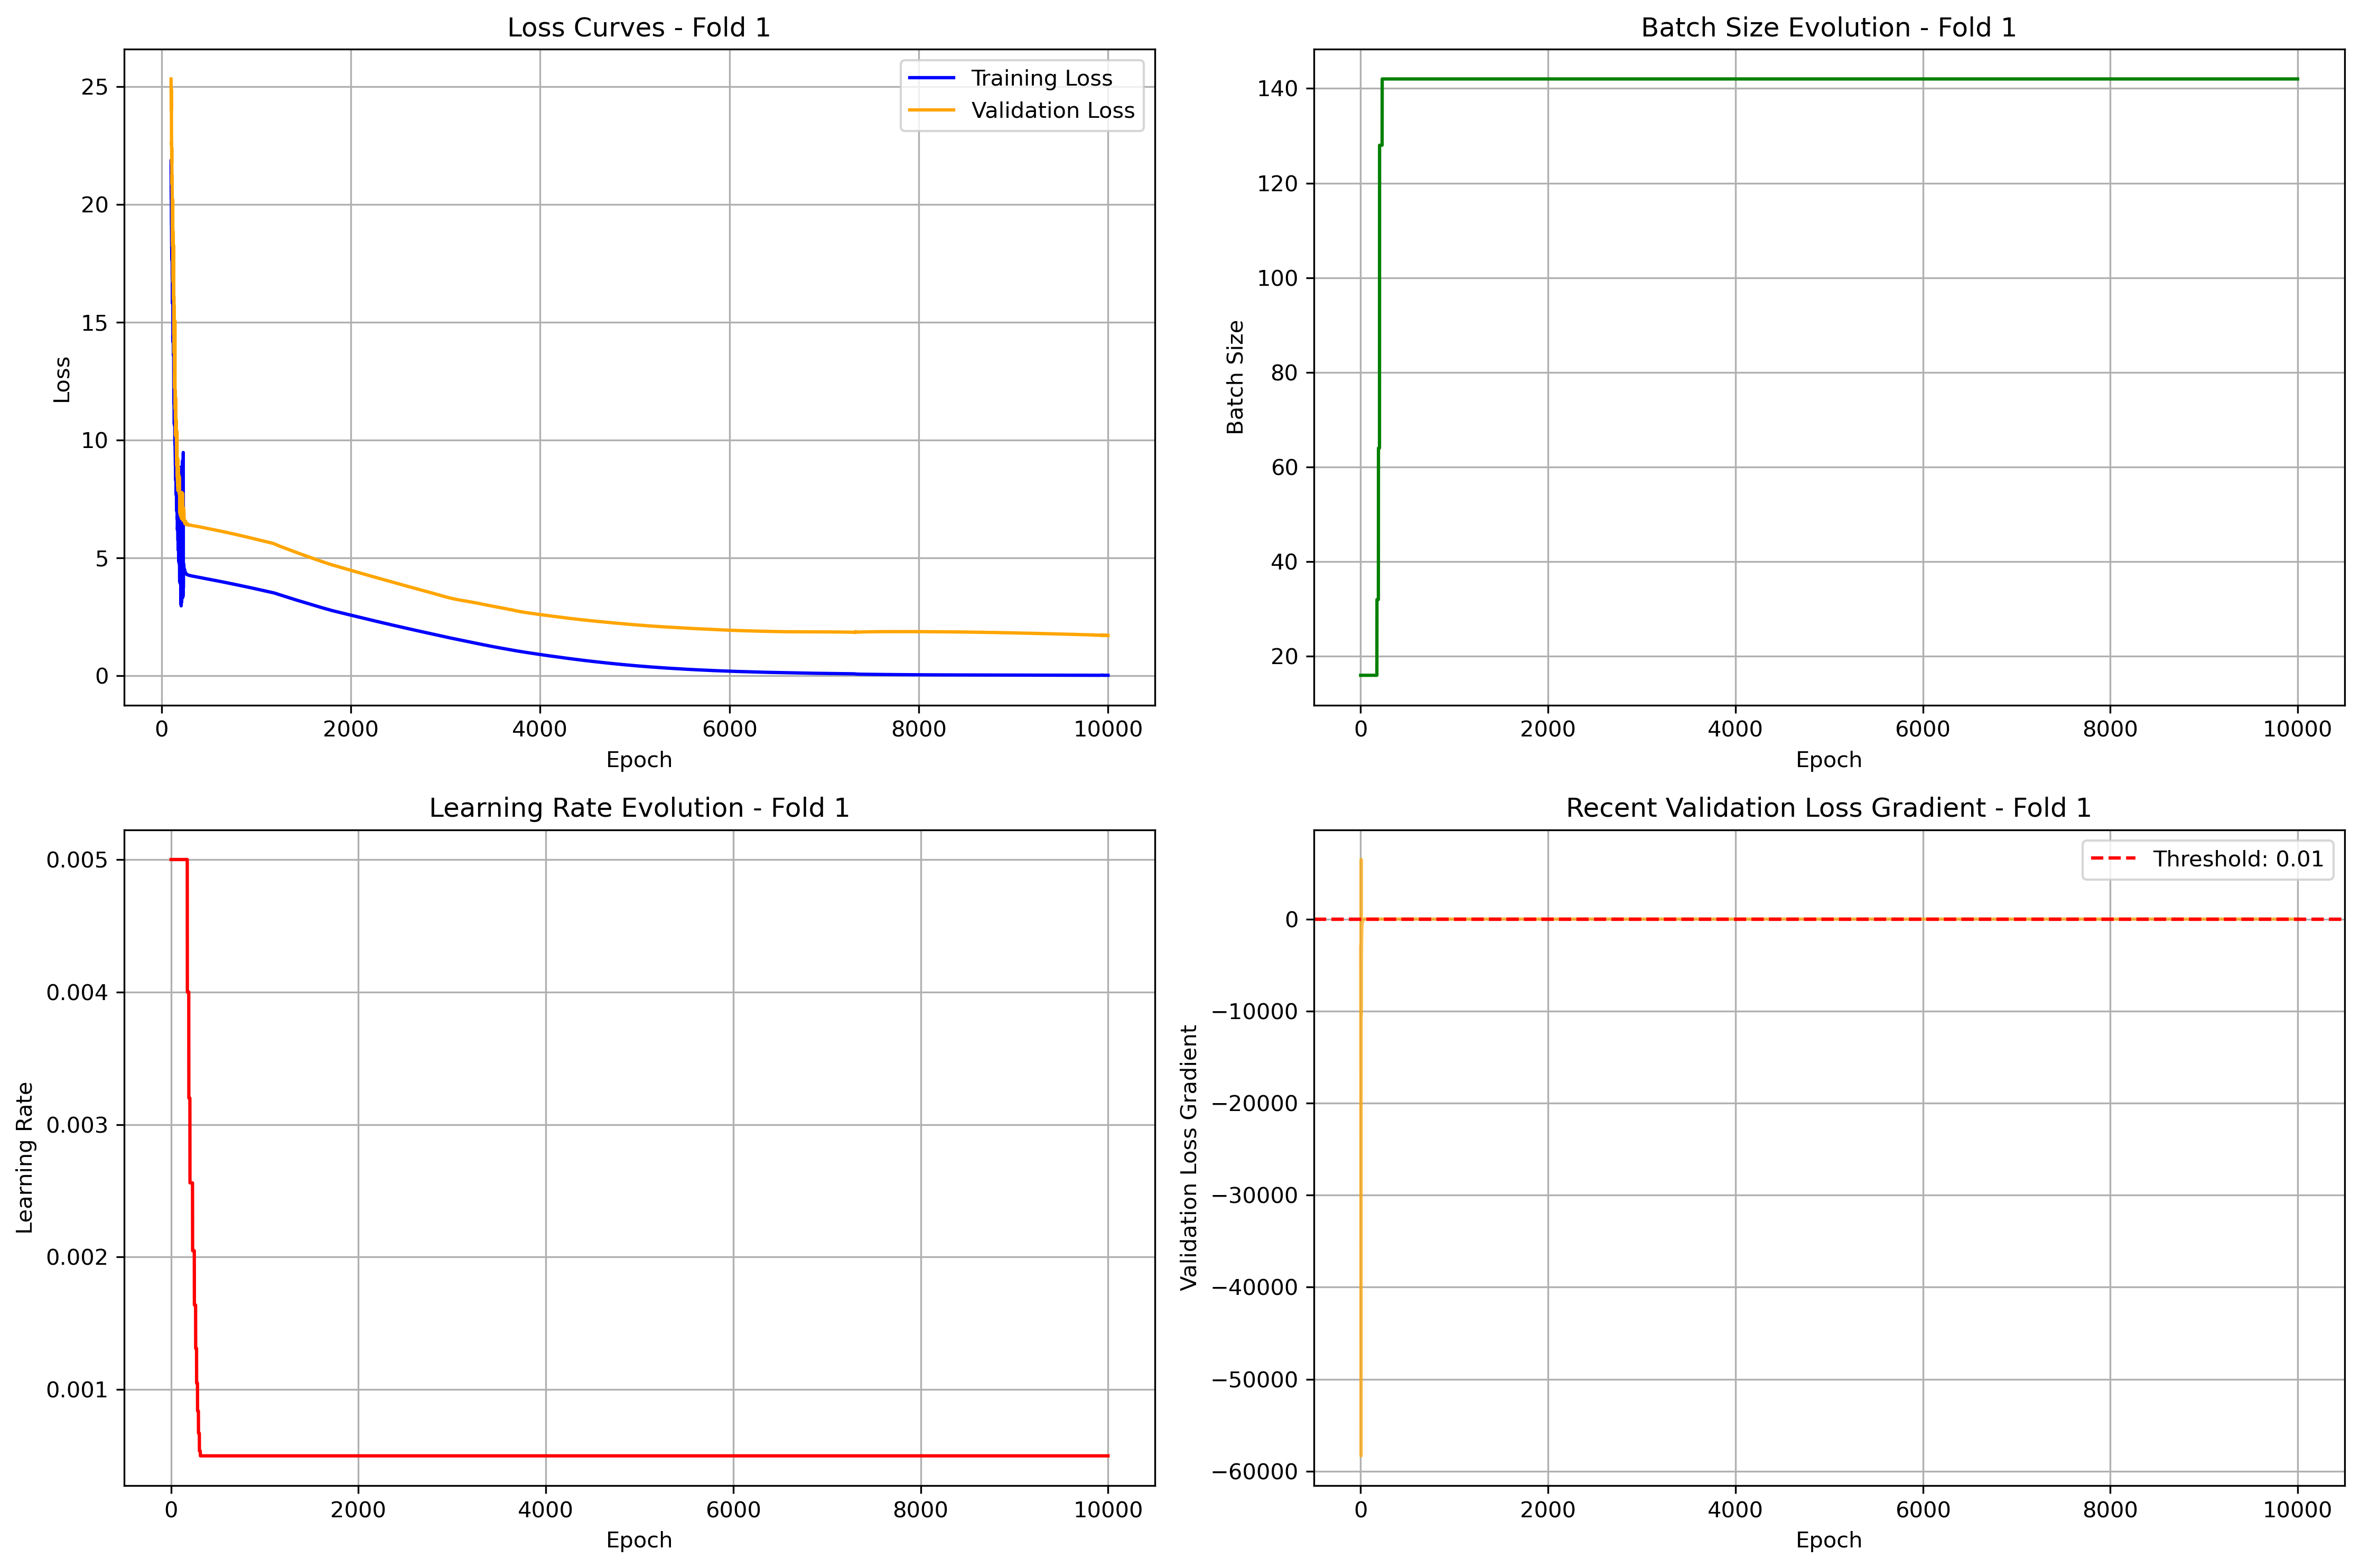 Loss Curves - Fold 1
25
20
15
10
5
0
Loss
Training Loss
Validation Loss
0 2000 4000 6000 8000 10000
Epoch
Batch Size Evolution - Fold 1
140
120
100
80
60
40
20
Batch Size
0 2000 4000 6000 8000 10000
Epoch
Learning Rate Evolution - Fold 1
0.005
0.004
0.003
0.002
0.001
Learning Rate
0 2000 4000 6000 8000 10000
Epoch
Recent Validation Loss Gradient - Fold 1
Threshold: 0.01
0
−10000
−20000
−30000
−40000
−50000
−60000
Validation Loss Gradient
0 2000 4000 6000 8000 10000
Epoch